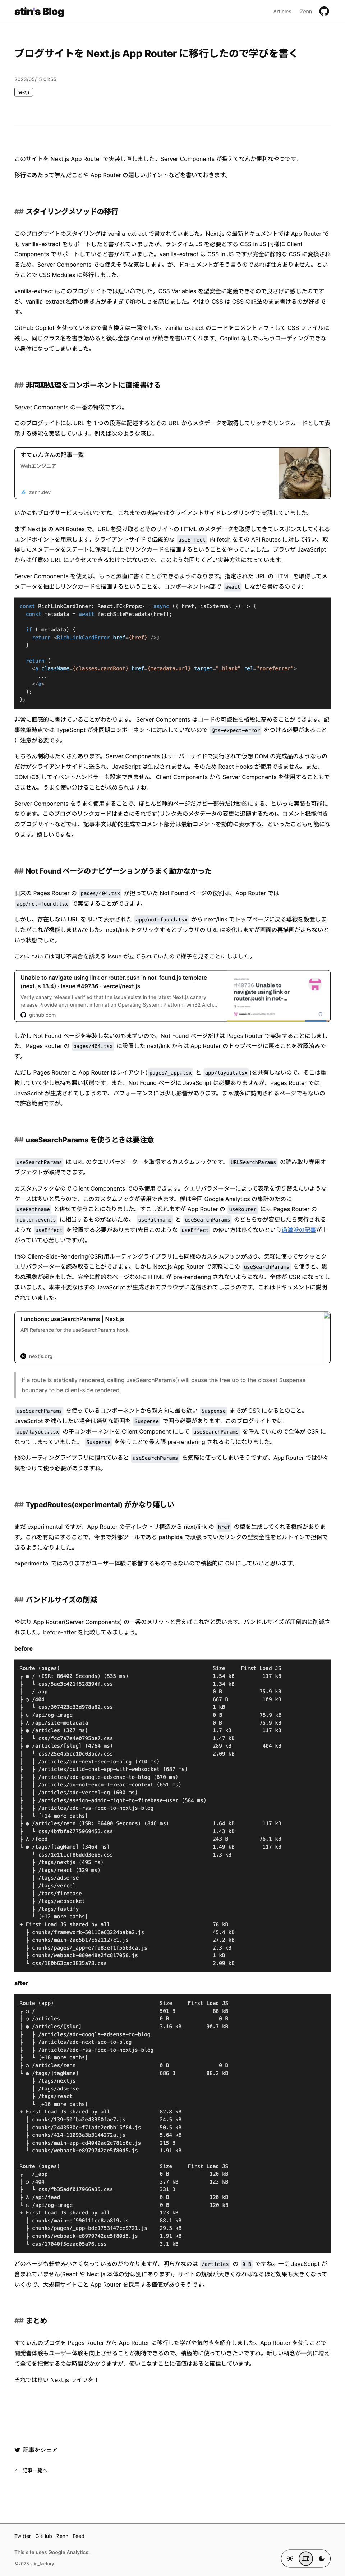 stin's Blog
Articles Zenn
ブログサイトを Next.js App Router に移行したので学びを書く
2023/05/15 01:55
nextjs
このサイトを Next.js App Router で実装し直しました。Server Components が扱えてなんか便利なやつです。
移行にあたって学んだことや App Router の嬉しいポイントなどを書いておきます。
## スタイリングメソッドの移行
このブログサイトのスタイリングは vanilla-extract で書かれていました。Next.js の最新ドキュメントでは App Router で
も vanilla-extract をサポートしたと書かれていましたが、ランタイム JS を必要とする CSS in JS 同様に Client
Components でサポートしていると書かれていますね。vanilla-extract は CSS in JS ですが完全に静的な CSS に変換され
るため、Server Components でも使えそうな気はします。が、ドキュメントがそう言うのであれば仕方ありません。とい
うことで CSS Modules に移行しました。
vanilla-extract はこのブログサイトでは短い命でした。CSS Variables を型安全に定義できるので良さげに感じたのです
が、vanilla-extract 独特の書き方が多すぎて煩わしさを感じました。やはり CSS は CSS の記法のまま書けるのが好きで
す。
GitHub Copilot を使っているので書き換えは一瞬でした。vanilla-extract のコードをコメントアウトして CSS ファイルに
残し、同じクラス名を書き始めると後は全部 Copilot が続きを書いてくれます。Copilot なしではもうコーディングできな
い身体になってしまいました。
## 非同期処理をコンポーネントに直接書ける
Server Components の一番の特徴ですね。
このブログサイトには URL を 1 つの段落に記述するとその URL からメタデータを取得してリッチなリンクカードとして表
示する機能を実装しています。例えば次のような感じ。
すてぃんさんの記事一覧
Webエンジニア
zenn.dev
いかにもブログサービスっぽいですね。これまでの実装ではクライアントサイドレンダリングで実現していました。
まず Next.js の API Routes で、URL を受け取るとそのサイトの HTML のメタデータを取得してきてレスポンスしてくれる
エンドポイントを用意します。クライアントサイドで伝統的な useEffect 内 fetch をその API Routes に対して行い、取
得したメタデータをステートに保存した上でリンクカードを描画するということをやっていました。ブラウザ JavaScript
からは任意の URL にアクセスできるわけではないので、このような回りくどい実装方法になっていました。
Server Components を使えば、もっと素直に書くことができるようになります。指定された URL の HTML を取得してメ
タデータを抽出しリンクカードを描画する、ということを、コンポーネント内部で await しながら書けるのです:
const RichLinkCardInner: React.FC<Props> = async ({ href, isExternal }) => {
const metadata = await fetchSiteMetadata(href);
if (!metadata) {
return <RichLinkCardError href={href} />;
}
return (
<a className={classes.cardRoot} href={metadata.url} target="_blank" rel="noreferrer">
...
</a>
);
};
非常に直感的に書けていることがわかります。 Server Components はコードの可読性を格段に高めることができます。記
事執筆時点では TypeScript が非同期コンポーネントに対応していないので @ts-expect-error をつける必要があること
に注意が必要です。
もちろん制約はたくさんあります。 Server Components はサーバーサイドで実行されて仮想 DOM の完成品のようなもの
だけがクライアントサイドに送られ、JavaScript は生成されません。そのため React Hooks が使用できません。また、
DOM に対してイベントハンドラーも設定できません。Client Components から Server Components を使用することもで
きません。うまく使い分けることが求められますね。
Server Components をうまく使用することで、ほとんど静的ページだけど一部分だけ動的にする、といった実装も可能に
なります。このブログのリンクカードはまさにそれです(リンク先のメタデータの変更に追随するため)。コメント機能付き
のブログサイトなどでは、記事本文は静的生成でコメント部分は最新コメントを動的に表示する、といったことも可能にな
ります。嬉しいですね。
## Not Found ページのナビゲーションがうまく動かなかった
旧来の Pages Router の pages/404.tsx が担っていた Not Found ページの役割は、App Router では
app/not-found.tsx で実装することができます。
しかし、存在しない URL を叩いて表示された app/not-found.tsx から next/link でトップページに戻る導線を設置しま
したがこれが機能しませんでした。next/link をクリックするとブラウザの URL は変化しますが画面の再描画が走らないと
いう状態でした。
これについては同じ不具合を訴える issue が立てられていたので様子を見ることにしました。
Unable to navigate using link or router.push in not-found.js template
(next.js 13.4) · Issue #49736 · vercel/next.js
Verify canary release I verified that the issue exists in the latest Next.js canary
release Provide environment information Operating System: Platform: win32 Arch...
github.com
Unable to navigate using link or router.push in not-...
しかし Not Found ページを実装しないのもまずいので、Not Found ページだけは Pages Router で実装することにしまし
た。Pages Router の pages/404.tsx に設置した next/link からは App Router のトップページに戻ることを確認済みで
す。
ただし Pages Router と App Router はレイアウト( pages/_app.tsx と app/layout.tsx )を共有していないので、そこは重
複していて少し気持ち悪い状態です。また、Not Found ページに JavaScript は必要ありませんが、Pages Router では
JavaScript が生成されてしまうので、パフォーマンスには少し影響があります。まぁ滅多に訪問されるページでもないの
で許容範囲ですが。
## useSearchParams を使うときは要注意
useSearchParams は URL のクエリパラメーターを取得するカスタムフックです。 URLSearchParams の読み取り専用オブ
ジェクトが取得できます。
カスタムフックなので Client Components でのみ使用できます。クエリパラメーターによって表示を切り替えたいような
ケースは多いと思うので、このカスタムフックが活用できます。僕は今回 Google Analytics の集計のために
usePathname と併せて使うことになりました。すこし逸れますが App Router の useRouter には Pages Router の
router.events に相当するものがないため、 usePathname と useSearchParams のどちらかが変更したら実行される
ような useEffect を設置する必要があります(先日このような useEffect の使い方は良くないという過激派の記事が上
がっていて心苦しいですが)。
他の Client-Side-Rendering(CSR)用ルーティングライブラリにも同様のカスタムフックがあり、気軽に使ってサクッとク
エリパラメーターを読み取ることができます。しかし Next.js App Router で気軽にこの useSearchParams を使うと、思
わぬ現象が起きました。完全に静的なページなのに HTML が pre-rendering されないようになり、全体が CSR になってし
まいました。本来不要なはずの JavaScript が生成されてブラウザに送信されてしまうのです。これはドキュメントに説明
されていました。
Functions: useSearchParams | Next.js
API Reference for the useSearchParams hook.
nextjs.org
If a route is statically rendered, calling useSearchParams() will cause the tree up to the closest Suspense
boundary to be client-side rendered.
useSearchParams を使っているコンポーネントから親方向に最も近い Suspense までが CSR になるとのこと。
JavaScript を減らしたい場合は適切な範囲を Suspense で囲う必要があります。このブログサイトでは
app/layout.tsx の子コンポーネントを Client Component にして useSearchParams を呼んでいたので全体が CSR に
なってしまっていました。 Suspense を使うことで最大限 pre-rendering されるようになりました。
他のルーティングライブラリに慣れていると useSearchParams を気軽に使ってしまいそうですが、App Router では少々
気をつけて使う必要がありますね。
## TypedRoutes(experimental) がかなり嬉しい
まだ experimental ですが、App Router のディレクトリ構造から next/link の href の型を生成してくれる機能がありま
す。これを有効にすることで、今まで外部ツールである pathpida で頑張っていたリンクの型安全性をビルトインで担保で
きるようになりました。
experimental ではありますがユーザー体験に影響するものではないので積極的に ON にしていいと思います。
## バンドルサイズの削減
やはり App Router(Server Components) の一番のメリットと言えばこれだと思います。バンドルサイズが圧倒的に削減さ
れました。before-after を比較してみましょう。
before
Route (pages) Size First Load JS
┌ ● / (ISR: 86400 Seconds) (535 ms) 1.54 kB 117 kB
├ └ css/5ae3c401f528394f.css 1.34 kB
├ /_app 0 B 75.9 kB
├ ○ /404 667 B 109 kB
├ └ css/307423e33d978a82.css 1 kB
├ ℇ /api/og-image 0 B 75.9 kB
├ λ /api/site-metadata 0 B 75.9 kB
├ ● /articles (307 ms) 1.7 kB 117 kB
├ └ css/fcc7a7e4e0795be7.css 1.47 kB
├ ● /articles/[slug] (4764 ms) 289 kB 404 kB
├ └ css/25e4b5cc10c03bc7.css 2.09 kB
├ ├ /articles/add-next-seo-to-blog (710 ms)
├ ├ /articles/build-chat-app-with-websocket (687 ms)
├ ├ /articles/add-google-adsense-to-blog (670 ms)
├ ├ /articles/do-not-export-react-context (651 ms)
├ ├ /articles/add-vercel-og (600 ms)
├ ├ /articles/assign-admin-right-to-firebase-user (584 ms)
├ ├ /articles/add-rss-feed-to-nextjs-blog
├ └ [+14 more paths]
├ ● /articles/zenn (ISR: 86400 Seconds) (846 ms) 1.64 kB 117 kB
├ └ css/4bfbfa0775969453.css 1.43 kB
├ λ /feed 243 B 76.1 kB
└ ● /tags/[tagName] (3464 ms) 1.49 kB 117 kB
└ css/1e11ccf86ddd3eb8.css 1.3 kB
├ /tags/nextjs (495 ms)
├ /tags/react (329 ms)
├ /tags/adsense
├ /tags/vercel
├ /tags/firebase
├ /tags/websocket
├ /tags/fastify
└ [+12 more paths]
+ First Load JS shared by all 78 kB
├ chunks/framework-50116e63224baba2.js 45.4 kB
├ chunks/main-0ad5b17c521127c1.js 27.2 kB
├ chunks/pages/_app-e7f983ef1f5563ca.js 2.3 kB
├ chunks/webpack-880e48e2fc817058.js 1 kB
└ css/180b63cac3835a78.css 2.09 kB
after
Route (app) Size First Load JS
┌ ○ / 501 B 88 kB
├ ○ /articles 0 B 0 B
├ ● /articles/[slug] 3.16 kB 90.7 kB
├ ├ /articles/add-google-adsense-to-blog
├ ├ /articles/add-next-seo-to-blog
├ ├ /articles/add-rss-feed-to-nextjs-blog
├ └ [+18 more paths]
├ ○ /articles/zenn 0 B 0 B
└ ● /tags/[tagName] 686 B 88.2 kB
├ /tags/nextjs
├ /tags/adsense
├ /tags/react
└ [+16 more paths]
+ First Load JS shared by all 82.8 kB
├ chunks/139-50fba2e43360fae7.js 24.5 kB
├ chunks/2443530c-f71adb2edbb15f84.js 50.5 kB
├ chunks/414-11093a3b3144272a.js 5.64 kB
├ chunks/main-app-cd4042ae2e781e0c.js 215 B
└ chunks/webpack-e8979742ae5f80d5.js 1.91 kB
Route (pages) Size First Load JS
┌ /_app 0 B 120 kB
├ ○ /404 3.7 kB 123 kB
├ └ css/fb35adf017966a35.css 331 B
├ λ /api/feed 0 B 120 kB
└ ℇ /api/og-image 0 B 120 kB
+ First Load JS shared by all 123 kB
├ chunks/main-ef990111cc8aa819.js 88.1 kB
├ chunks/pages/_app-bde1753f47ce9721.js 29.5 kB
├ chunks/webpack-e8979742ae5f80d5.js 1.91 kB
└ css/17040f5eaad05a76.css 3.1 kB
どのページも軒並み小さくなっているのがわかりますが、明らかなのは /articles の 0 B ですね。一切 JavaScript が
含まれていません(React や Next.js 本体の分は別にあります)。サイトの規模が大きくなればなるほど効果も大きくなって
いくので、大規模サイトこと App Router を採用する価値がありそうです。
## まとめ
すてぃんのブログを Pages Router から App Router に移行した学びや気付きを紹介しました。App Router を使うことで
開発者体験もユーザー体験も向上させることが期待できるので、積極的に使っていきたいですね。新しい概念が一気に増え
て全てを把握するのは時間がかかりますが、使いこなすことに価値はあると確信しています。
それでは良い Next.js ライフを！
記事をシェア
← 記事一覧へ
Twitter GitHub Zenn Feed
This site uses Google Analytics.
©2023 stin_factory